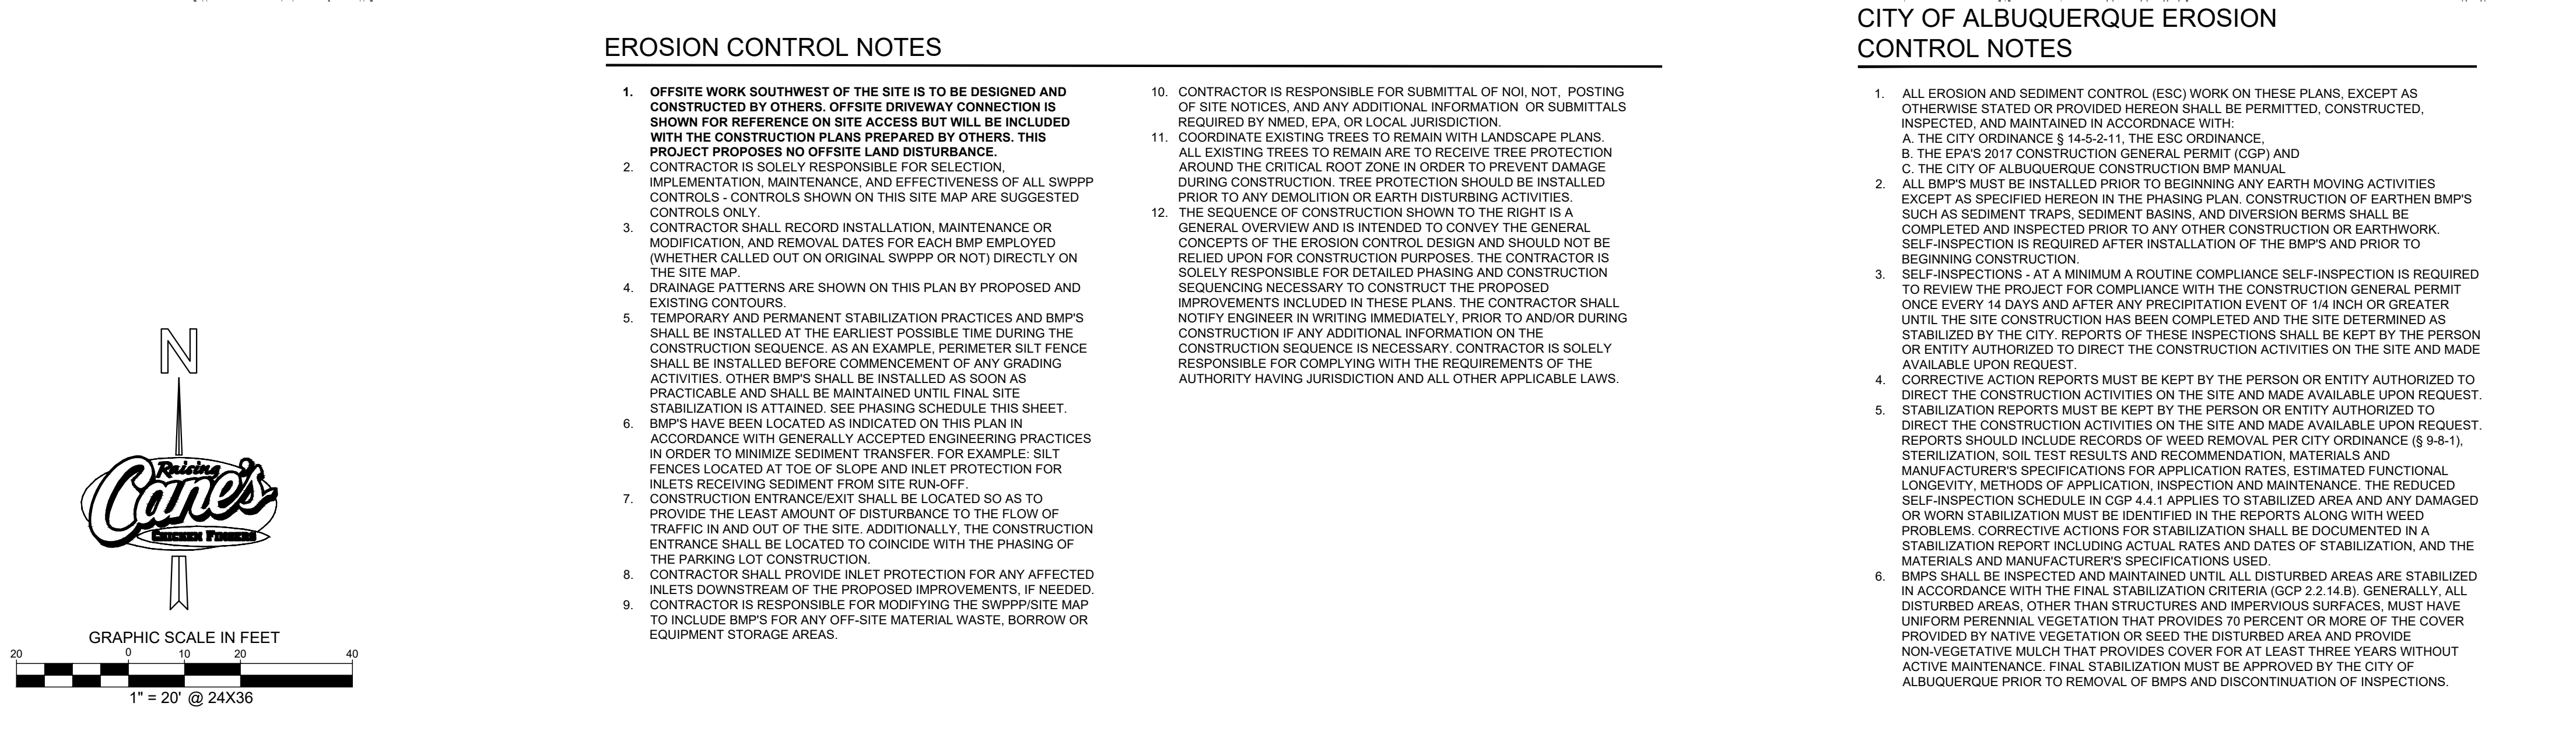 N
Raising
Cane's
CHICKEN FINGERS
GRAPHIC SCALE IN FEET
20 0 10 20 40
1" = 20' @ 24X36
EROSION CONTROL NOTES
1. OFFSITE WORK SOUTHWEST OF THE SITE IS TO BE DESIGNED AND
CONSTRUCTED BY OTHERS. OFFSITE DRIVEWAY CONNECTION IS
SHOWN FOR REFERENCE ON SITE ACCESS BUT WILL BE INCLUDED
WITH THE CONSTRUCTION PLANS PREPARED BY OTHERS. THIS
PROJECT PROPOSES NO OFFSITE LAND DISTURBANCE.
2. CONTRACTOR IS SOLELY RESPONSIBLE FOR SELECTION,
IMPLEMENTATION, MAINTENANCE, AND EFFECTIVENESS OF ALL SWPPP
CONTROLS - CONTROLS SHOWN ON THIS SITE MAP ARE SUGGESTED
CONTROLS ONLY.
3. CONTRACTOR SHALL RECORD INSTALLATION, MAINTENANCE OR
MODIFICATION, AND REMOVAL DATES FOR EACH BMP EMPLOYED
(WHETHER CALLED OUT ON ORIGINAL SWPPP OR NOT) DIRECTLY ON
THE SITE MAP.
4. DRAINAGE PATTERNS ARE SHOWN ON THIS PLAN BY PROPOSED AND
EXISTING CONTOURS.
5. TEMPORARY AND PERMANENT STABILIZATION PRACTICES AND BMP'S
SHALL BE INSTALLED AT THE EARLIEST POSSIBLE TIME DURING THE
CONSTRUCTION SEQUENCE. AS AN EXAMPLE, PERIMETER SILT FENCE
SHALL BE INSTALLED BEFORE COMMENCEMENT OF ANY GRADING
ACTIVITIES. OTHER BMP'S SHALL BE INSTALLED AS SOON AS
PRACTICABLE AND SHALL BE MAINTAINED UNTIL FINAL SITE
STABILIZATION IS ATTAINED. SEE PHASING SCHEDULE THIS SHEET.
6. BMP'S HAVE BEEN LOCATED AS INDICATED ON THIS PLAN IN
ACCORDANCE WITH GENERALLY ACCEPTED ENGINEERING PRACTICES
IN ORDER TO MINIMIZE SEDIMENT TRANSFER. FOR EXAMPLE: SILT
FENCES LOCATED AT TOE OF SLOPE AND INLET PROTECTION FOR
INLETS RECEIVING SEDIMENT FROM SITE RUN-OFF.
7. CONSTRUCTION ENTRANCE/EXIT SHALL BE LOCATED SO AS TO
PROVIDE THE LEAST AMOUNT OF DISTURBANCE TO THE FLOW OF
TRAFFIC IN AND OUT OF THE SITE. ADDITIONALLY, THE CONSTRUCTION
ENTRANCE SHALL BE LOCATED TO COINCIDE WITH THE PHASING OF
THE PARKING LOT CONSTRUCTION.
8. CONTRACTOR SHALL PROVIDE INLET PROTECTION FOR ANY AFFECTED
INLETS DOWNSTREAM OF THE PROPOSED IMPROVEMENTS, IF NEEDED.
9. CONTRACTOR IS RESPONSIBLE FOR MODIFYING THE SWPPP/SITE MAP
TO INCLUDE BMP'S FOR ANY OFF-SITE MATERIAL WASTE, BORROW OR
EQUIPMENT STORAGE AREAS.
10. CONTRACTOR IS RESPONSIBLE FOR SUBMITTAL OF NOI, NOT, POSTING
OF SITE NOTICES, AND ANY ADDITIONAL INFORMATION OR SUBMITTALS
REQUIRED BY NMED, EPA, OR LOCAL JURISDICTION.
11. COORDINATE EXISTING TREES TO REMAIN WITH LANDSCAPE PLANS.
ALL EXISTING TREES TO REMAIN ARE TO RECEIVE TREE PROTECTION
AROUND THE CRITICAL ROOT ZONE IN ORDER TO PREVENT DAMAGE
DURING CONSTRUCTION. TREE PROTECTION SHOULD BE INSTALLED
PRIOR TO ANY DEMOLITION OR EARTH DISTURBING ACTIVITIES.
12. THE SEQUENCE OF CONSTRUCTION SHOWN TO THE RIGHT IS A
GENERAL OVERVIEW AND IS INTENDED TO CONVEY THE GENERAL
CONCEPTS OF THE EROSION CONTROL DESIGN AND SHOULD NOT BE
RELIED UPON FOR CONSTRUCTION PURPOSES. THE CONTRACTOR IS
SOLELY RESPONSIBLE FOR DETAILED PHASING AND CONSTRUCTION
SEQUENCING NECESSARY TO CONSTRUCT THE PROPOSED
IMPROVEMENTS INCLUDED IN THESE PLANS. THE CONTRACTOR SHALL
NOTIFY ENGINEER IN WRITING IMMEDIATELY, PRIOR TO AND/OR DURING
CONSTRUCTION IF ANY ADDITIONAL INFORMATION ON THE
CONSTRUCTION SEQUENCE IS NECESSARY. CONTRACTOR IS SOLELY
RESPONSIBLE FOR COMPLYING WITH THE REQUIREMENTS OF THE
AUTHORITY HAVING JURISDICTION AND ALL OTHER APPLICABLE LAWS.
CITY OF ALBUQUERQUE EROSION
CONTROL NOTES
1. ALL EROSION AND SEDIMENT CONTROL (ESC) WORK ON THESE PLANS, EXCEPT AS
OTHERWISE STATED OR PROVIDED HEREON SHALL BE PERMITTED, CONSTRUCTED,
INSPECTED, AND MAINTAINED IN ACCORDNACE WITH:
A. THE CITY ORDINANCE § 14-5-2-11, THE ESC ORDINANCE,
B. THE EPA'S 2017 CONSTRUCTION GENERAL PERMIT (CGP) AND
C. THE CITY OF ALBUQUERQUE CONSTRUCTION BMP MANUAL
2. ALL BMP'S MUST BE INSTALLED PRIOR TO BEGINNING ANY EARTH MOVING ACTIVITIES
EXCEPT AS SPECIFIED HEREON IN THE PHASING PLAN. CONSTRUCTION OF EARTHEN BMP'S
SUCH AS SEDIMENT TRAPS, SEDIMENT BASINS, AND DIVERSION BERMS SHALL BE
COMPLETED AND INSPECTED PRIOR TO ANY OTHER CONSTRUCTION OR EARTHWORK.
SELF-INSPECTION IS REQUIRED AFTER INSTALLATION OF THE BMP'S AND PRIOR TO
BEGINNING CONSTRUCTION.
3. SELF-INSPECTIONS - AT A MINIMUM A ROUTINE COMPLIANCE SELF-INSPECTION IS REQUIRED
TO REVIEW THE PROJECT FOR COMPLIANCE WITH THE CONSTRUCTION GENERAL PERMIT
ONCE EVERY 14 DAYS AND AFTER ANY PRECIPITATION EVENT OF 1/4 INCH OR GREATER
UNTIL THE SITE CONSTRUCTION HAS BEEN COMPLETED AND THE SITE DETERMINED AS
STABILIZED BY THE CITY. REPORTS OF THESE INSPECTIONS SHALL BE KEPT BY THE PERSON
OR ENTITY AUTHORIZED TO DIRECT THE CONSTRUCTION ACTIVITIES ON THE SITE AND MADE
AVAILABLE UPON REQUEST.
4. CORRECTIVE ACTION REPORTS MUST BE KEPT BY THE PERSON OR ENTITY AUTHORIZED TO
DIRECT THE CONSTRUCTION ACTIVITIES ON THE SITE AND MADE AVAILABLE UPON REQUEST.
5. STABILIZATION REPORTS MUST BE KEPT BY THE PERSON OR ENTITY AUTHORIZED TO
DIRECT THE CONSTRUCTION ACTIVITIES ON THE SITE AND MADE AVAILABLE UPON REQUEST.
REPORTS SHOULD INCLUDE RECORDS OF WEED REMOVAL PER CITY ORDINANCE (§ 9-8-1),
STERILIZATION, SOIL TEST RESULTS AND RECOMMENDATION, MATERIALS AND
MANUFACTURER'S SPECIFICATIONS FOR APPLICATION RATES, ESTIMATED FUNCTIONAL
LONGEVITY, METHODS OF APPLICATION, INSPECTION AND MAINTENANCE. THE REDUCED
SELF-INSPECTION SCHEDULE IN CGP 4.4.1 APPLIES TO STABILIZED AREA AND ANY DAMAGED
OR WORN STABILIZATION MUST BE IDENTIFIED IN THE REPORTS ALONG WITH WEED
PROBLEMS. CORRECTIVE ACTIONS FOR STABILIZATION SHALL BE DOCUMENTED IN A
STABILIZATION REPORT INCLUDING ACTUAL RATES AND DATES OF STABILIZATION, AND THE
MATERIALS AND MANUFACTURER'S SPECIFICATIONS USED.
6. BMPS SHALL BE INSPECTED AND MAINTAINED UNTIL ALL DISTURBED AREAS ARE STABILIZED
IN ACCORDANCE WITH THE FINAL STABILIZATION CRITERIA (GCP 2.2.14.B). GENERALLY, ALL
DISTURBED AREAS, OTHER THAN STRUCTURES AND IMPERVIOUS SURFACES, MUST HAVE
UNIFORM PERENNIAL VEGETATION THAT PROVIDES 70 PERCENT OR MORE OF THE COVER
PROVIDED BY NATIVE VEGETATION OR SEED THE DISTURBED AREA AND PROVIDE
NON-VEGETATIVE MULCH THAT PROVIDES COVER FOR AT LEAST THREE YEARS WITHOUT
ACTIVE MAINTENANCE. FINAL STABILIZATION MUST BE APPROVED BY THE CITY OF
ALBUQUERQUE PRIOR TO REMOVAL OF BMPS AND DISCONTINUATION OF INSPECTIONS.